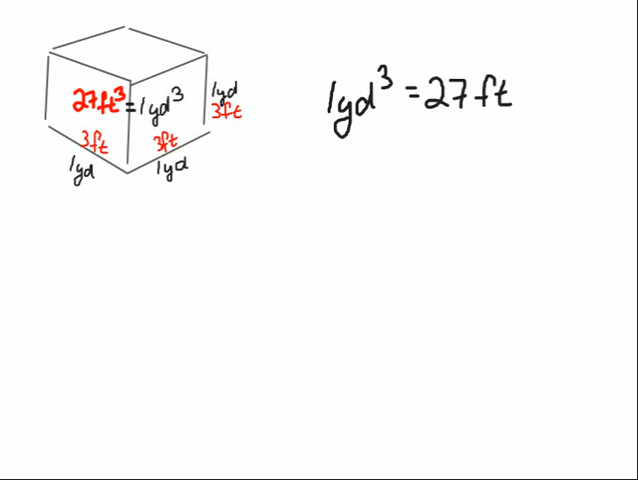 27ft³ = 1yd³
1yd
3ft
3ft
3ft
1yd
1yd
1yd³ = 27ft